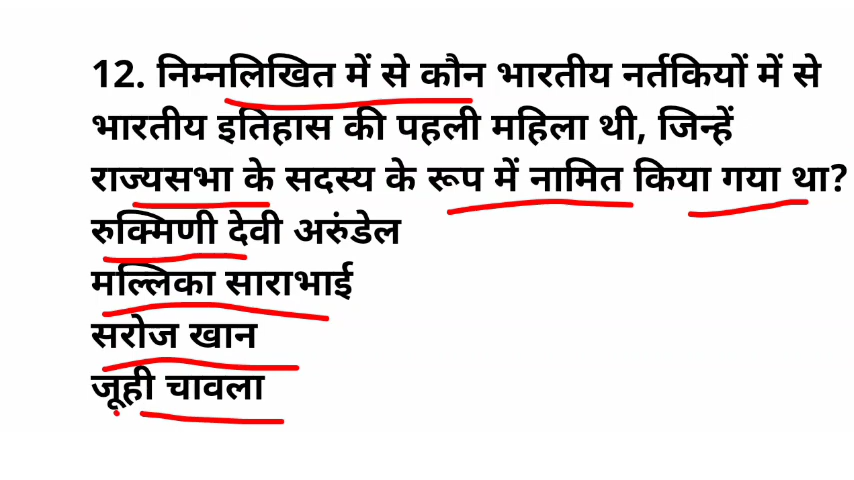 12. निम्नलिखित में से कौन भारतीय नर्तकियों में से
भारतीय इतिहास की पहली महिला थी, जिन्हें
राज्यसभा के सदस्य के रूप में नामित किया गया था?
रुक्मिणी देवी अरुंडेल
मल्लिका साराभाई
सरोज खान
जूही चावला